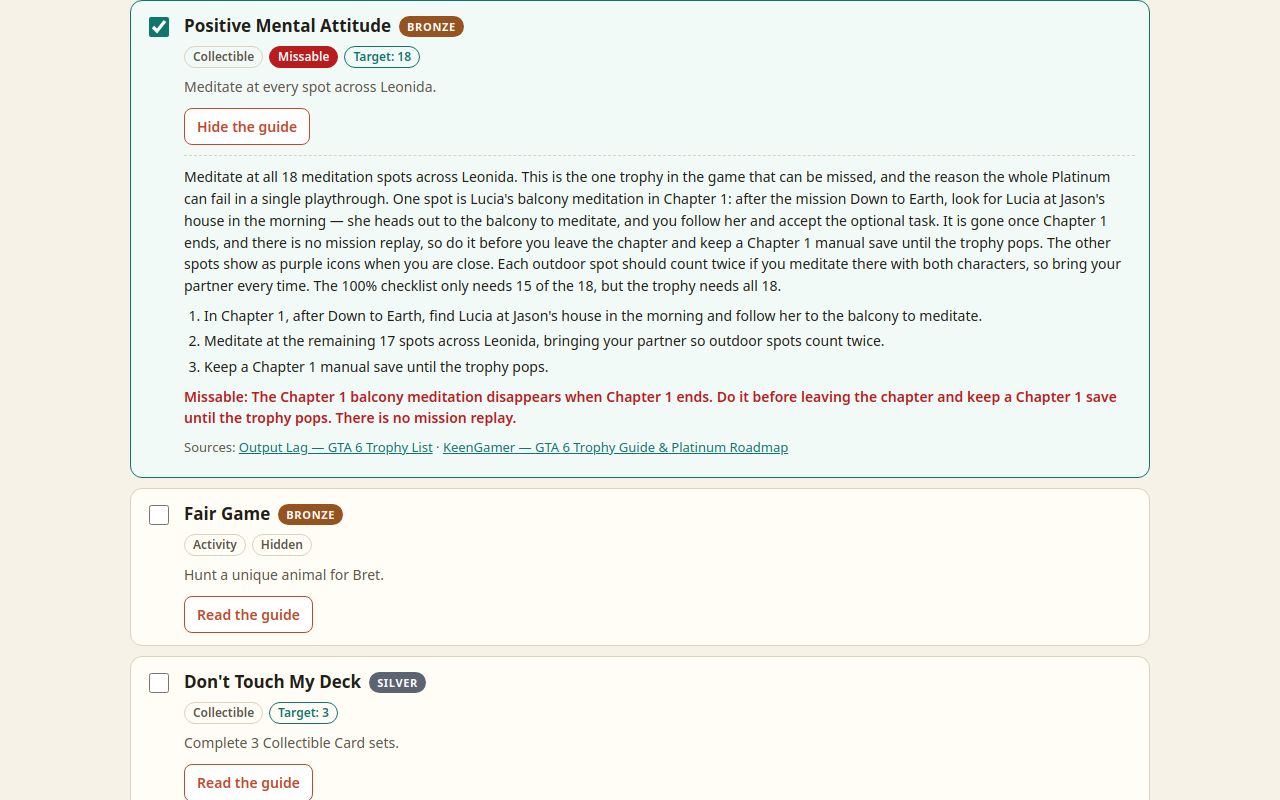 Positive Mental Attitude BRONZE
Collectible Missable Target: 18
Meditate at every spot across Leonida.
Hide the guide
Meditate at all 18 meditation spots across Leonida. This is the one trophy in the game that can be missed, and the reason the whole Platinum
can fail in a single playthrough. One spot is Lucia's balcony meditation in Chapter 1: after the mission Down to Earth, look for Lucia at Jason's
house in the morning — she heads out to the balcony to meditate, and you follow her and accept the optional task. It is gone once Chapter 1
ends, and there is no mission replay, so do it before you leave the chapter and keep a Chapter 1 manual save until the trophy pops. The other
spots show as purple icons when you are close. Each outdoor spot should count twice if you meditate there with both characters, so bring your
partner every time. The 100% checklist only needs 15 of the 18, but the trophy needs all 18.
1. In Chapter 1, after Down to Earth, find Lucia at Jason's house in the morning and follow her to the balcony to meditate.
2. Meditate at the remaining 17 spots across Leonida, bringing your partner so outdoor spots count twice.
3. Keep a Chapter 1 manual save until the trophy pops.
Missable: The Chapter 1 balcony meditation disappears when Chapter 1 ends. Do it before leaving the chapter and keep a Chapter 1 save
until the trophy pops. There is no mission replay.
Sources: Output Lag — GTA 6 Trophy List · KeenGamer — GTA 6 Trophy Guide & Platinum Roadmap
Fair Game BRONZE
Activity Hidden
Hunt a unique animal for Bret.
Read the guide
Don't Touch My Deck SILVER
Collectible Target: 3
Complete 3 Collectible Card sets.
Read the guide